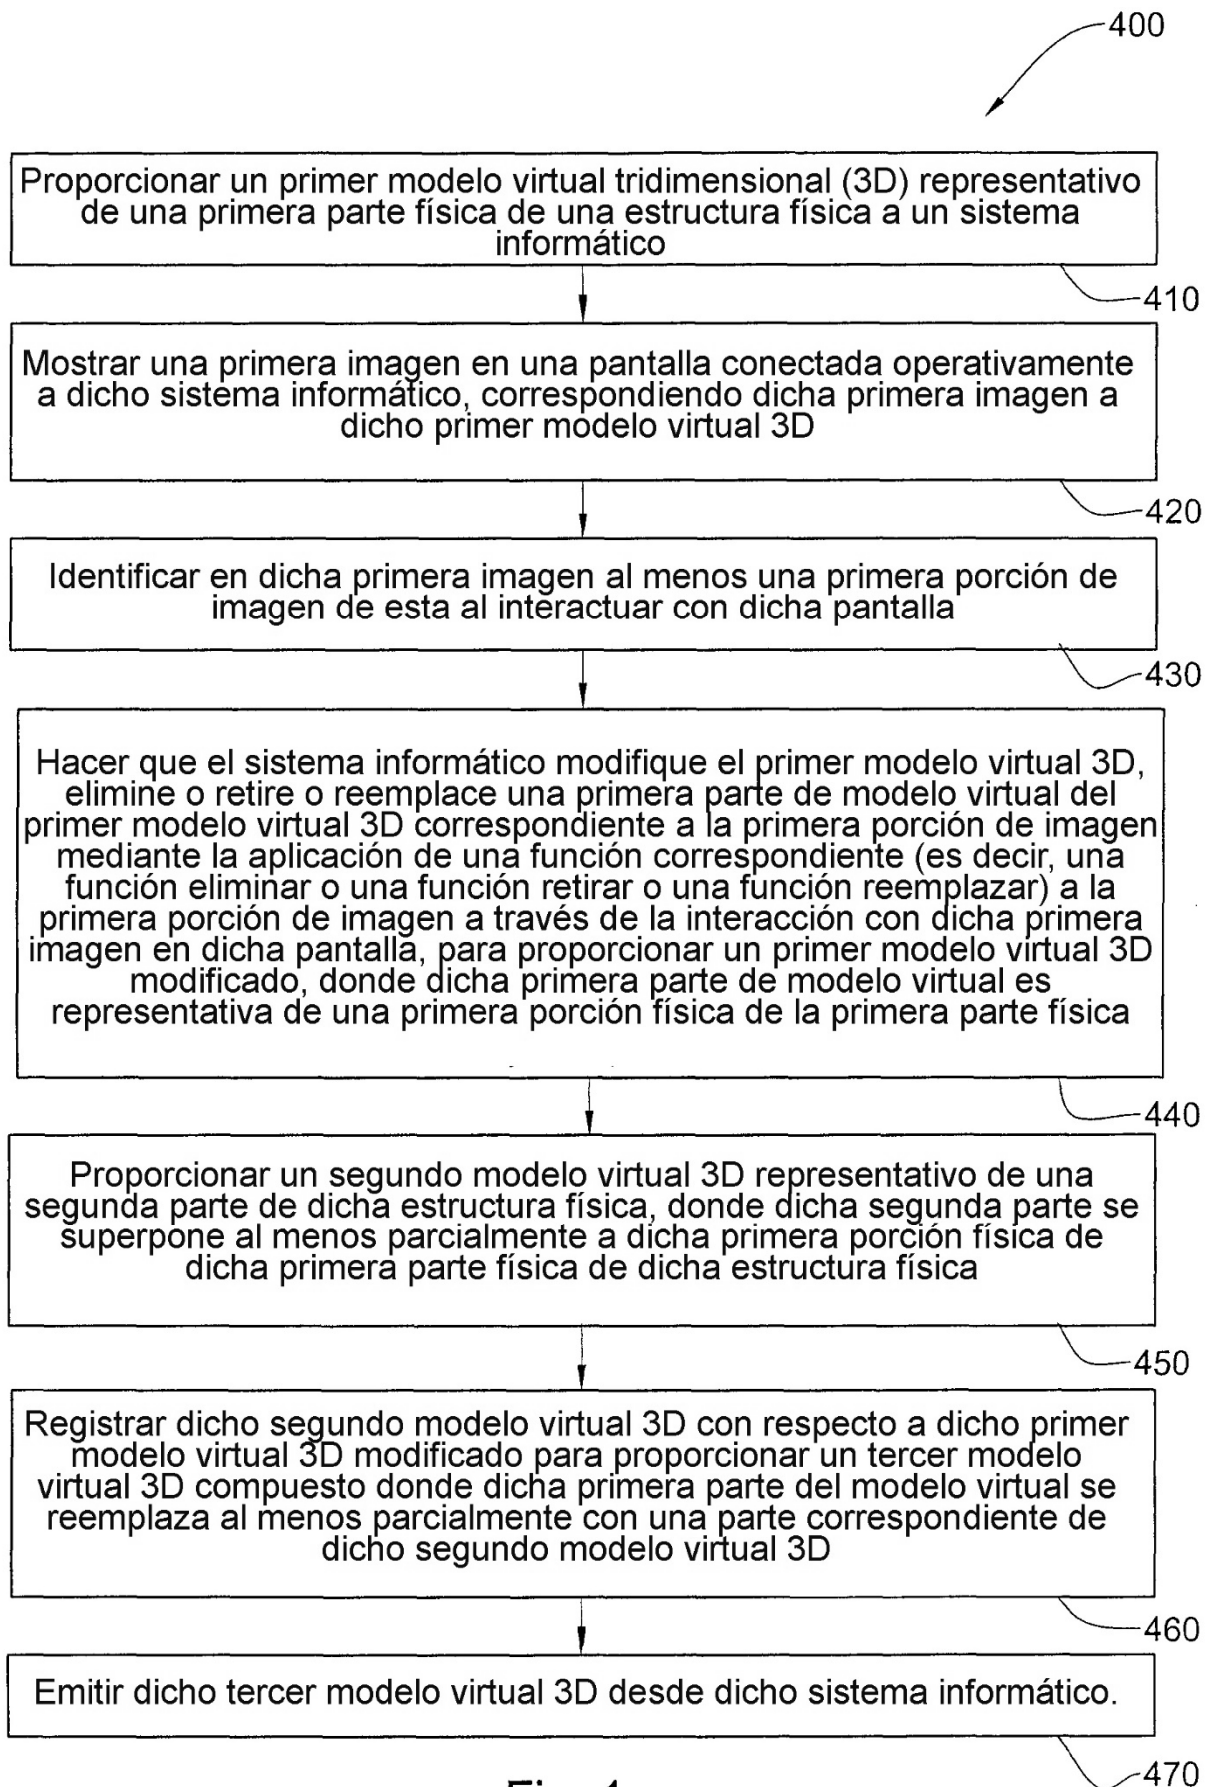 400
Proporcionar un primer modelo virtual tridimensional (3D) representativo
de una primera parte física de una estructura física a un sistema
informático
410
Mostrar una primera imagen en una pantalla conectada operativamente
a dicho sistema informático, correspondiendo dicha primera imagen a
dicho primer modelo virtual 3D
420
Identificar en dicha primera imagen al menos una primera porción de
imagen de esta al interactuar con dicha pantalla
430
Hacer que el sistema informático modifique el primer modelo virtual 3D,
elimine o retire o reemplace una primera parte de modelo virtual del
primer modelo virtual 3D correspondiente a la primera porción de imagen
mediante la aplicación de una función correspondiente (es decir, una
función eliminar o una función retirar o una función reemplazar) a la
primera porción de imagen a través de la interacción con dicha primera
imagen en dicha pantalla, para proporcionar un primer modelo virtual 3D
modificado, donde dicha primera parte de modelo virtual es
representativa de una primera porción física de la primera parte física
440
Proporcionar un segundo modelo virtual 3D representativo de una
segunda parte de dicha estructura física, donde dicha segunda parte se
superpone al menos parcialmente a dicha primera porción física de
dicha primera parte física de dicha estructura física
450
Registrar dicho segundo modelo virtual 3D con respecto a dicho primer
modelo virtual 3D modificado para proporcionar un tercer modelo
virtual 3D compuesto donde dicha primera parte del modelo virtual se
reemplaza al menos parcialmente con una parte correspondiente de
dicho segundo modelo virtual 3D
460
Emitir dicho tercer modelo virtual 3D desde dicho sistema informático.
470